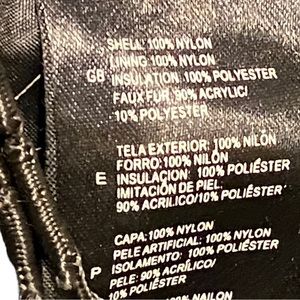 SHELL: 100% NYLON
LINING: 100% NYLON
GB INSULATION: 100% POLYESTER
FAUX FUR: 90% ACRYLIC/
10% POLYESTER
TELA EXTERIOR: 100% NILÓN
FORRO: 100% NILÓN
E INSULACION: 100% POLIÉSTER
IMITACIÓN DE PIEL:
90% ACRILICO/10% POLIÉSTER
CAPA: 100% NYLON
PELE ARTIFICIAL: 100% NYLON
P ISOLAMENTO: 100% POLIÉSTER
PELE: 90% ACRÍLICO/
10% POLIÉSTER